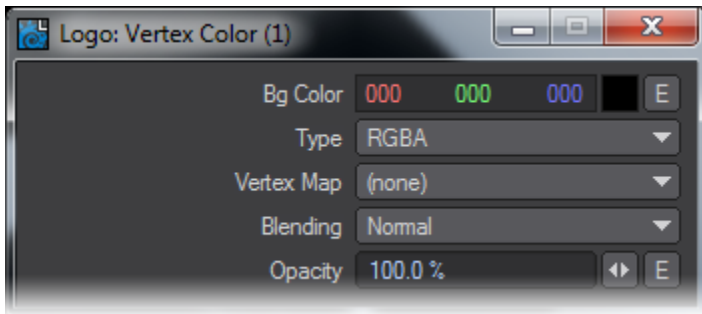 Logo: Vertex Color (1)
Bg Color 000 000 000 E
Type RGBA
Vertex Map (none)
Blending Normal
Opacity 100.0 % E